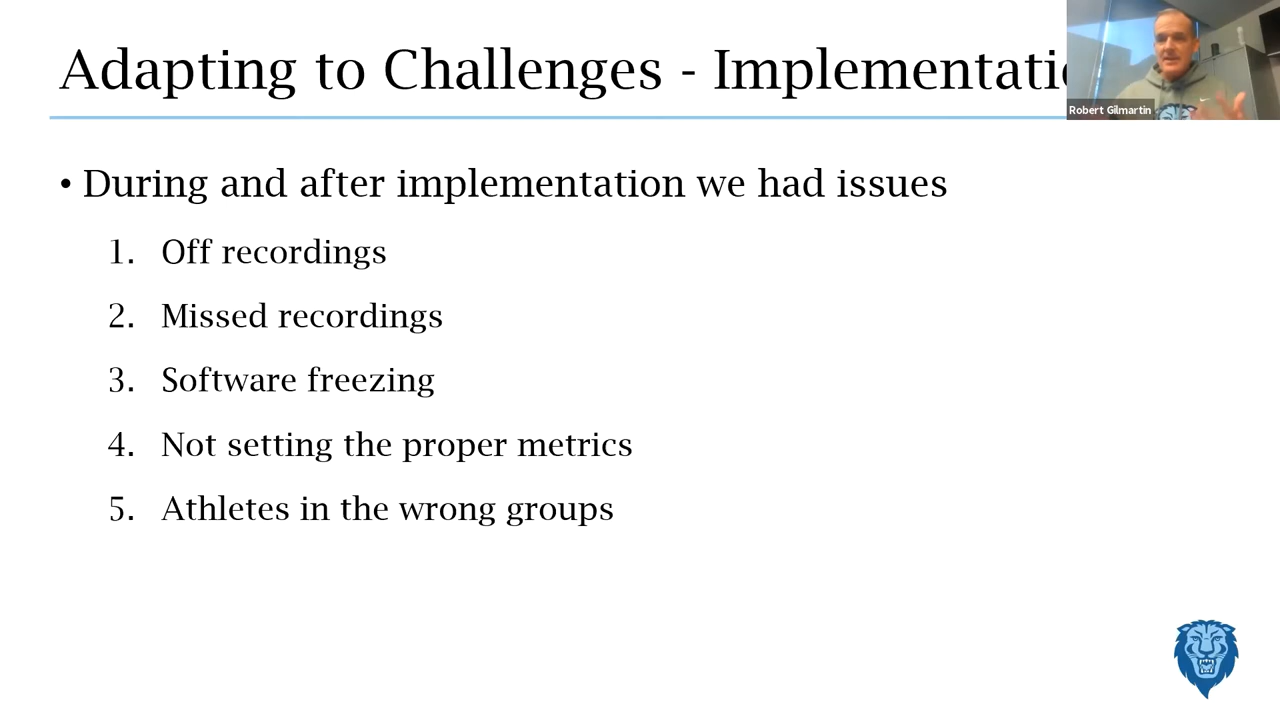 Adapting to Challenges - Implementatio
Robert Gilmartin
• During and after implementation we had issues
1. Off recordings
2. Missed recordings
3. Software freezing
4. Not setting the proper metrics
5. Athletes in the wrong groups